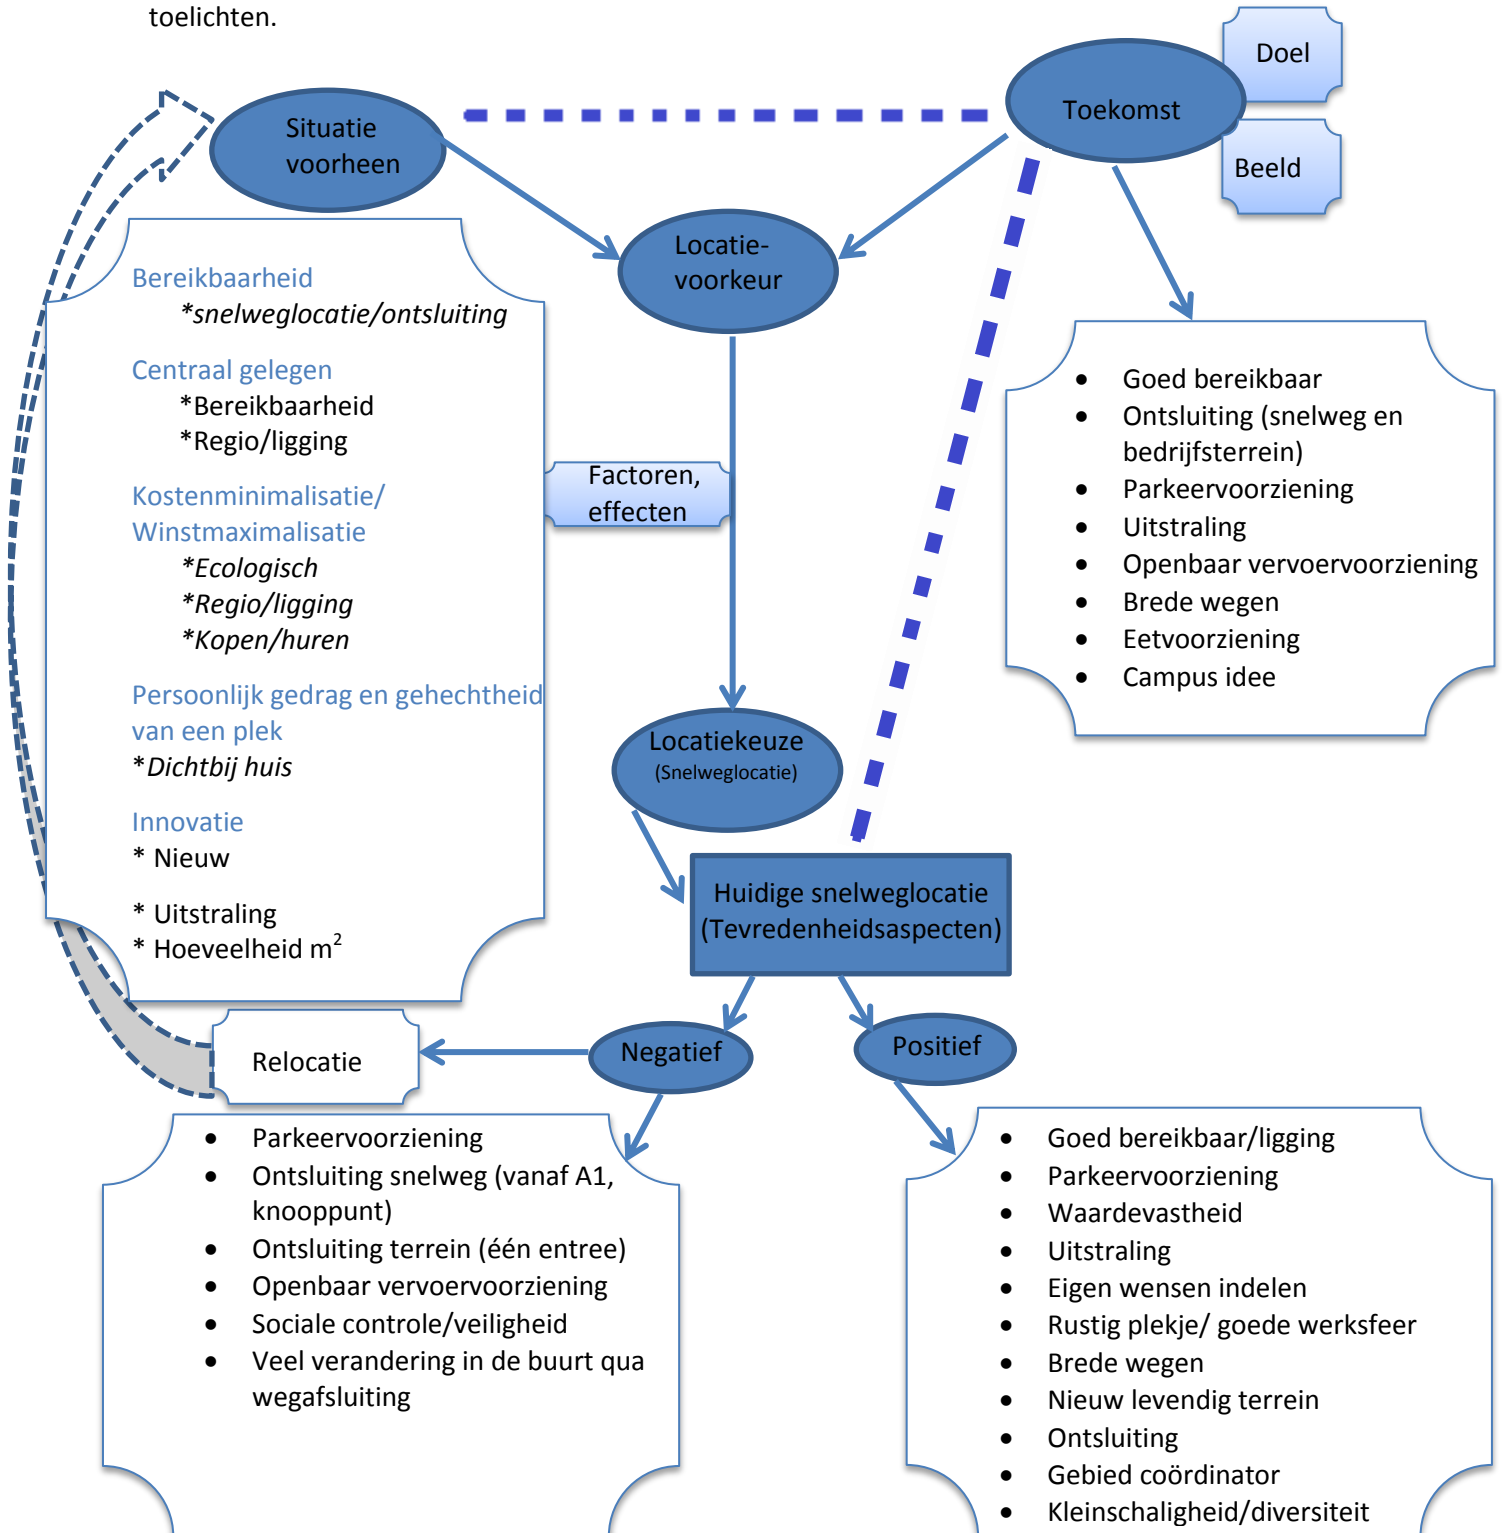 toelichten.
Doel
Situatie
voorheen
Toekomst
Beeld
Locatie-
voorkeur
Bereikbaarheid
*snelweglocatie/ontsluiting
Centraal gelegen
*Bereikbaarheid
*Regio/ligging
Kostenminimalisatie/
Winstmaximalisatie
*Ecologisch
*Regio/ligging
*Kopen/huren
Persoonlijk gedrag en gehechtheid
van een plek
*Dichtbij huis
Innovatie
* Nieuw
* Uitstraling
* Hoeveelheid m²
Factoren,
effecten
• Goed bereikbaar
• Ontsluiting (snelweg en
bedrijfsterrein)
• Parkeervoorziening
• Uitstraling
• Openbaar vervoervoorziening
• Brede wegen
• Eetvoorziening
• Campus idee
Locatiekeuze
(Snelweglocatie)
Huidige snelweglocatie
(Tevredenheidsaspecten)
Relocatie
Negatief
Positief
• Parkeervoorziening
• Ontsluiting snelweg (vanaf A1,
knooppunt)
• Ontsluiting terrein (één entree)
• Openbaar vervoervoorziening
• Sociale controle/veiligheid
• Veel verandering in de buurt qua
wegafsluiting
• Goed bereikbaar/ligging
• Parkeervoorziening
• Waardevastheid
• Uitstraling
• Eigen wensen indelen
• Rustig plekje/ goede werksfeer
• Brede wegen
• Nieuw levendig terrein
• Ontsluiting
• Gebied coördinator
• Kleinschaligheid/diversiteit